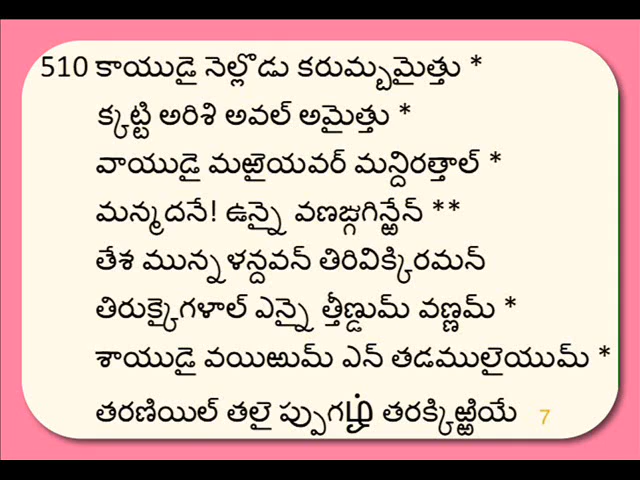 510 కాయుడై నెల్లొడు కరుమ్బమైత్తు *
క్కట్టి అరిశి అవల్ అమైత్తు *
వాయుడై మఱైయవర్ మన్దిరత్తాల్ *
మన్మదనే! ఉన్నై వణఙ్గగిన్ఱేన్ **
తేశ మున్నళన్దవన్ తిరివిక్కిరమన్
తిరుక్కైగళాల్ ఎన్నై త్తీణ్డుమ్ వణ్ణమ్ *
శాయుడై వయిఱుమ్ ఎన్ తడములైయుమ్ *
తరణియిల్ తలై ప్పుగழ் తరక్కిఱ్ఱియే 7